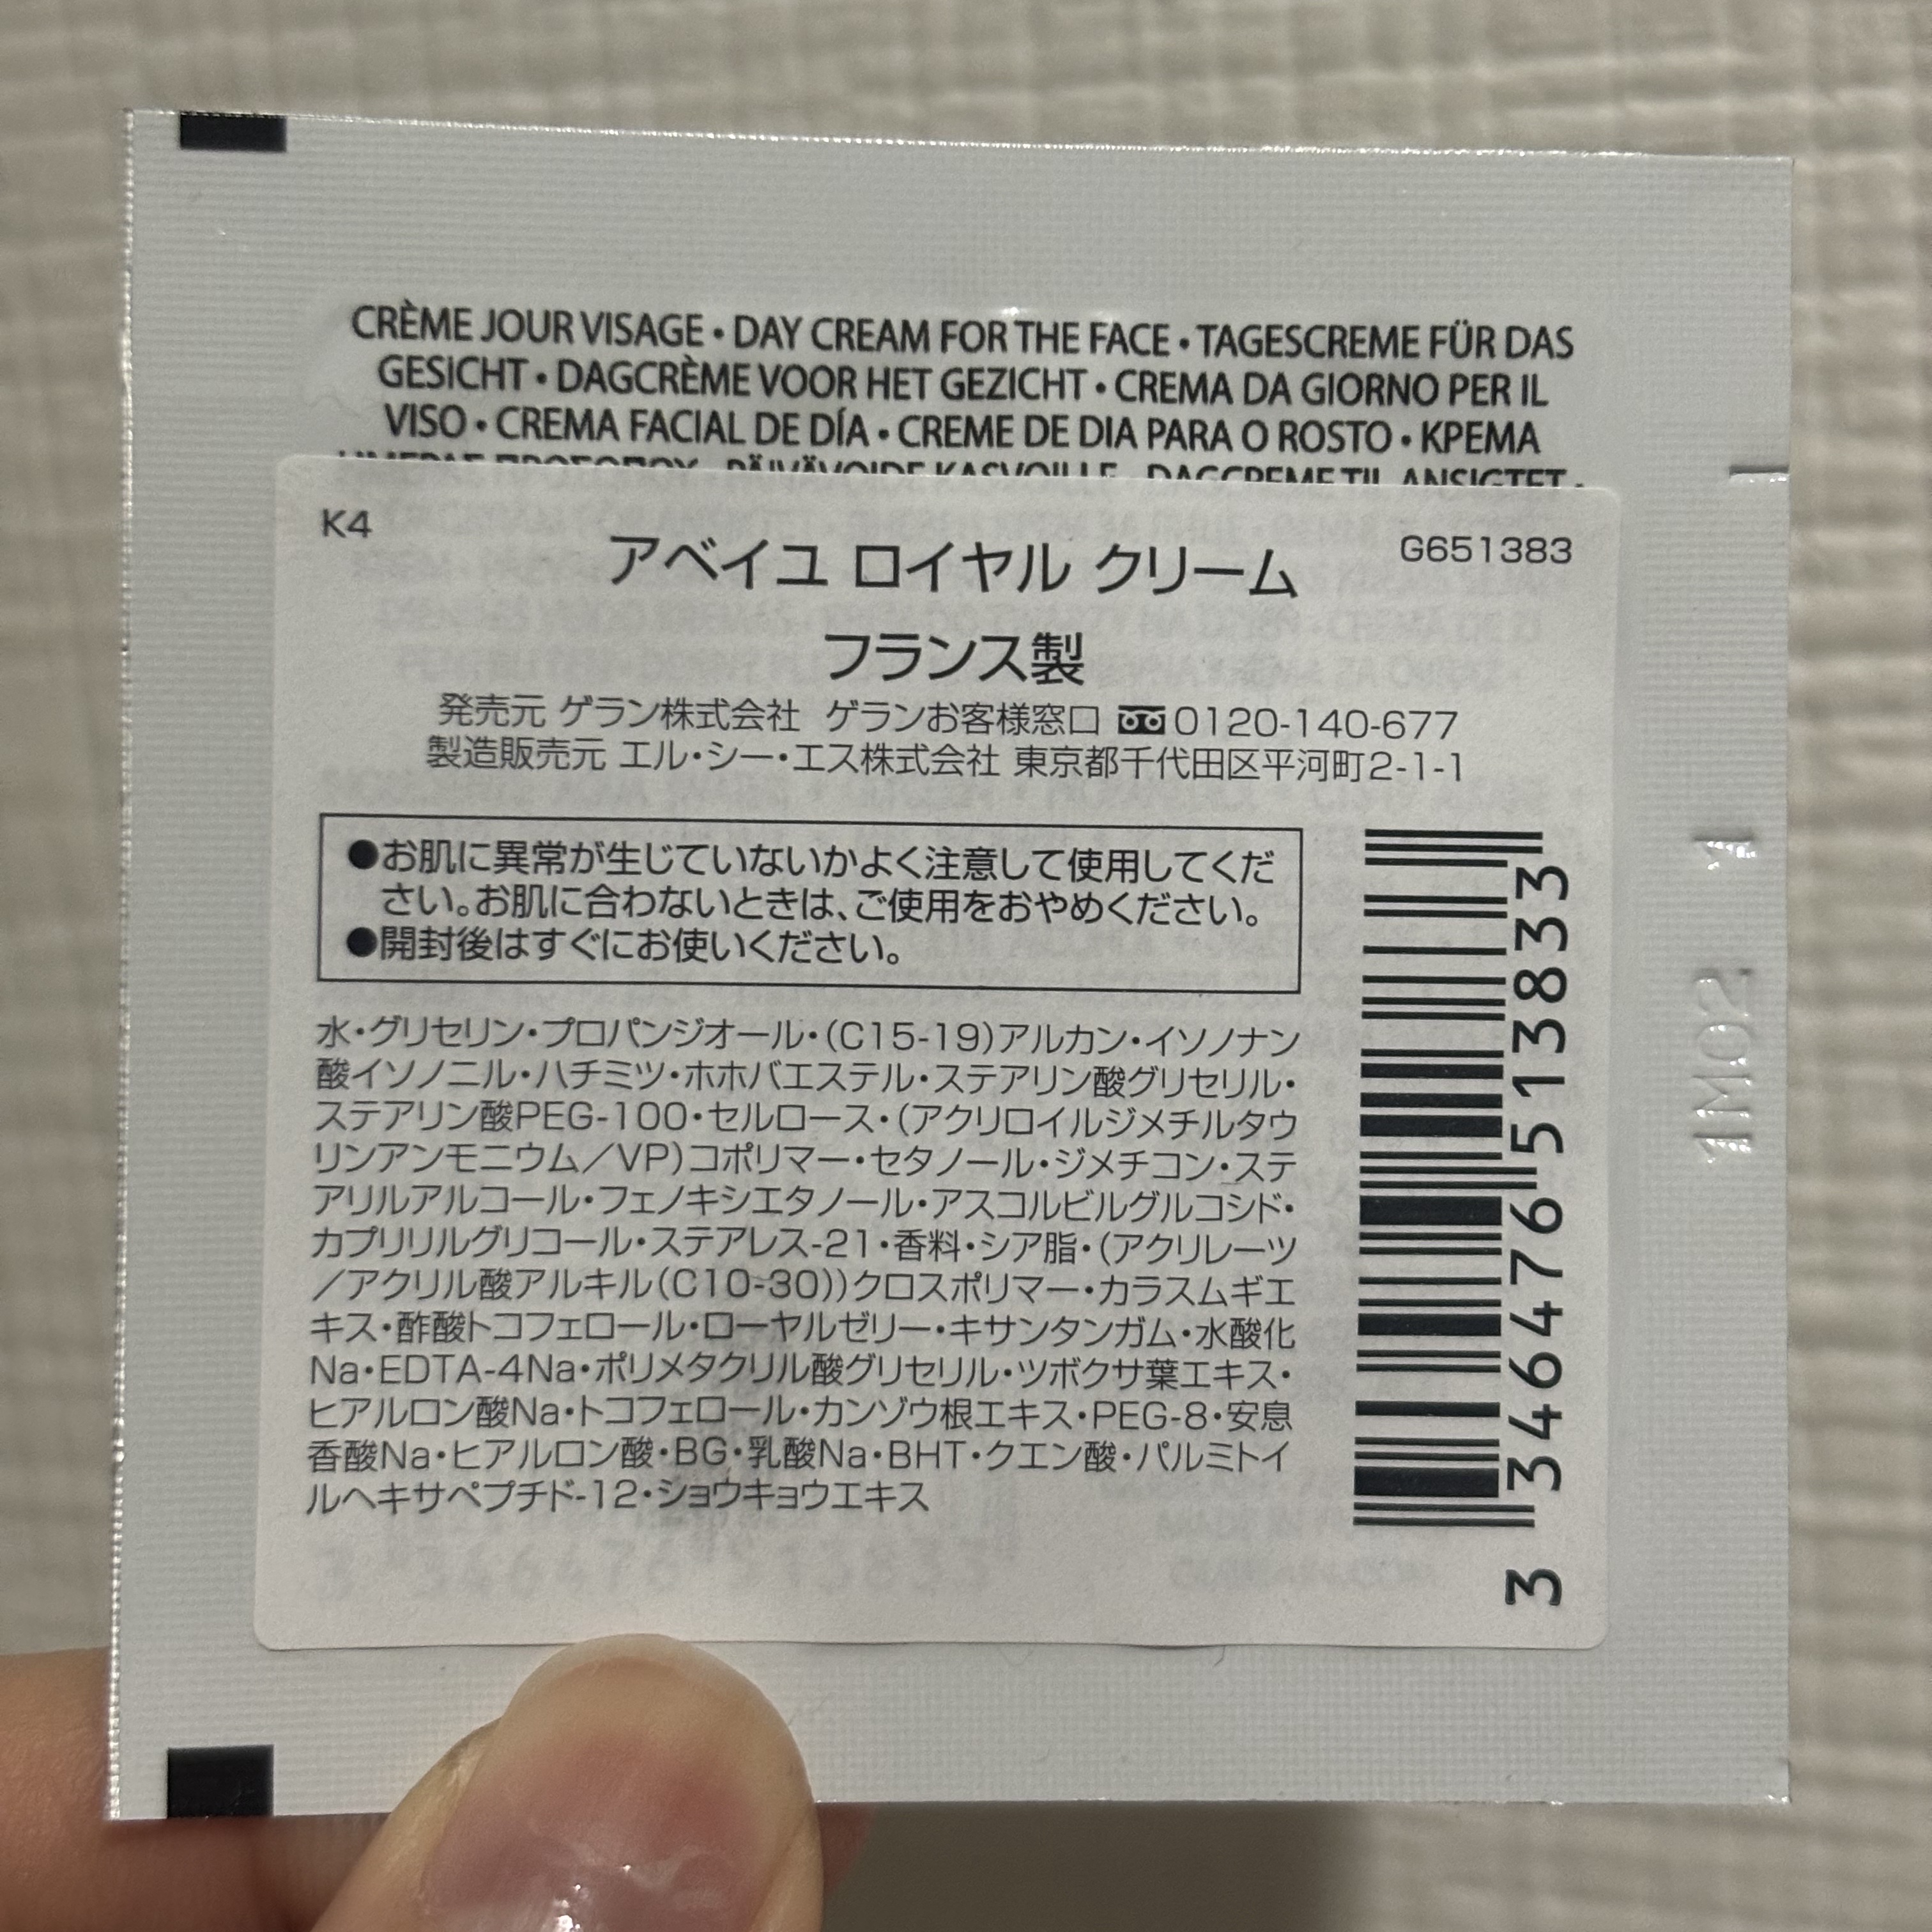 CRÈME JOUR VISAGE • DAY CREAM FOR THE FACE • TAGESCREME FÜR DAS
GESICHT • DAGCRÈME VOOR HET GEZICHT • CREMA DA GIORNO PER IL
VISO • CREMA FACIAL DE DÍA • CREME DE DIA PARA O ROSTO • ΚΡΕΜΑ
ΗΜΕΡΑΣ ΠΡΟΣΩΠΟΥ • PÄIVÄVOIDE KASVOILLE • DAGCREME TIL ANSIGTET •
K4
アベイユ ロイヤル クリーム
G651383
フランス製
発売元 ゲラン株式会社 ゲランお客様窓口 0120-140-677
製造販売元 エル・シー・エス株式会社 東京都千代田区平河町2-1-1
●お肌に異常が生じていないかよく注意して使用してくだ
さい。お肌に合わないときは、ご使用をおやめください。
●開封後はすぐにお使いください。
水・グリセリン・プロパンジオール・(C15-19)アルカン・イソノナン
酸イソノニル・ハチミツ・ホホバエステル・ステアリン酸グリセリル・
ステアリン酸PEG-100・セルロース・(アクリロイルジメチルタウ
リンアンモニウム/VP)コポリマー・セタノール・ジメチコン・ステ
アリルアルコール・フェノキシエタノール・アスコルビルグルコシド・
カプリリルグリコール・ステアレス-21・香料・シア脂・(アクリレーツ
/アクリル酸アルキル(C10-30))クロスポリマー・カラスムギエ
キス・酢酸トコフェロール・ローヤルゼリー・キサンタンガム・水酸化
Na・EDTA-4Na・ポリメタクリル酸グリセリル・ツボクサ葉エキス・
ヒアルロン酸Na・トコフェロール・カンゾウ根エキス・PEG-8・安息
香酸Na・ヒアルロン酸・BG・乳酸Na・BHT・クエン酸・パルミトイ
ルヘキサペプチド-12・ショウキョウエキス
3 346476 513833
1M02 1